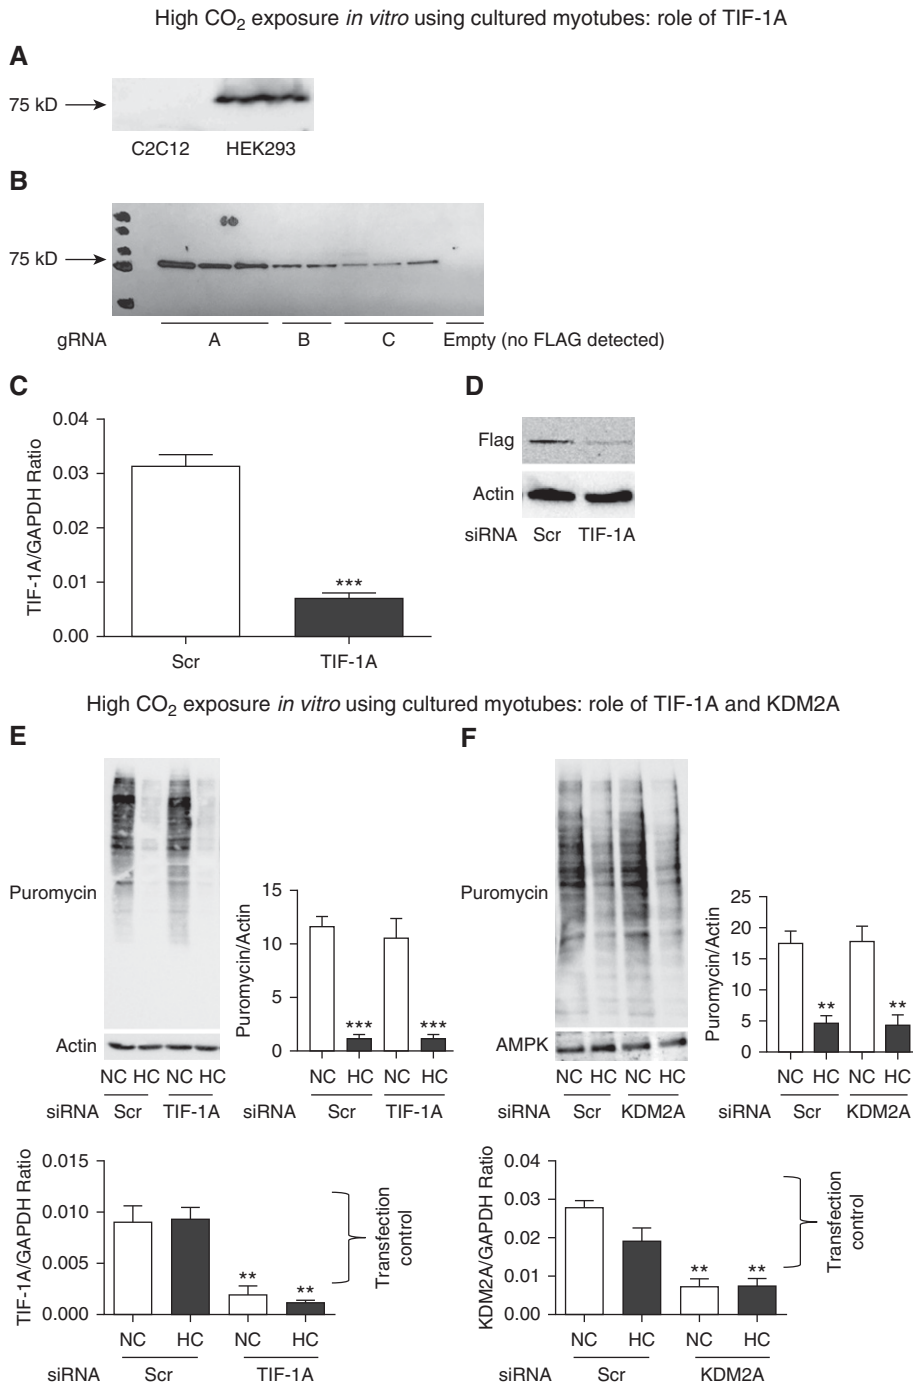 High CO2 exposure in vitro using cultured myotubes: role of TIF-1A
A
75 kD
C2C12 HEK293
B
75 kD
gRNA A B C Empty (no FLAG detected)
C
TIF-1A/GAPDH Ratio
0.04
0.03
0.02
0.01
0.00
***
Scr TIF-1A
D
Flag
Actin
siRNA Scr TIF-1A
High CO2 exposure in vitro using cultured myotubes: role of TIF-1A and KDM2A
E
Puromycin
Actin
NC HC NC HC
siRNA Scr TIF-1A
Puromycin/Actin
15
10
5
0
*** ***
NC HC NC HC
siRNA Scr TIF-1A
TIF-1A/GAPDH Ratio
0.015
0.010
0.005
0.000
** **
Transfection
control
NC HC NC HC
siRNA Scr TIF-1A
F
Puromycin
AMPK
NC HC NC HC
siRNA Scr KDM2A
Puromycin/Actin
25
20
15
10
5
0
** **
NC HC NC HC
siRNA Scr KDM2A
KDM2A/GAPDH Ratio
0.04
0.03
0.02
0.01
0.00
** **
Transfection
control
NC HC NC HC
siRNA Scr KDM2A